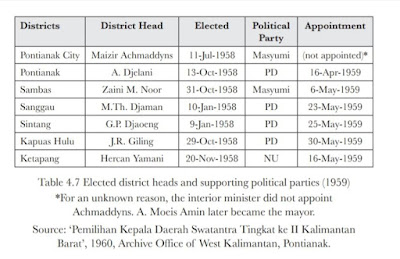 Districts District Head Elected Political Party Appointment
Pontianak City Maizir Achmaddyns 11-Jul-1958 Masyumi (not appointed)*
Pontianak A. Djelani 13-Oct-1958 PD 16-Apr-1959
Sambas Zaini M. Noor 31-Oct-1958 Masyumi 6-May-1959
Sanggau M.Th. Djaman 10-Jan-1958 PD 23-May-1959
Sintang G.P. Djaoeng 9-Jan-1958 PD 25-May-1959
Kapuas Hulu J.R. Giling 29-Oct-1958 PD 30-May-1959
Ketapang Hercan Yamani 20-Nov-1958 NU 16-May-1959
Table 4.7 Elected district heads and supporting political parties (1959)
*For an unknown reason, the interior minister did not appoint
Achmaddyns. A. Moeis Amin later became the mayor.
Source: ‘Pemilihan Kepala Daerah Swatantra Tingkat ke II Kalimantan
Barat’, 1960, Archive Office of West Kalimantan, Pontianak.